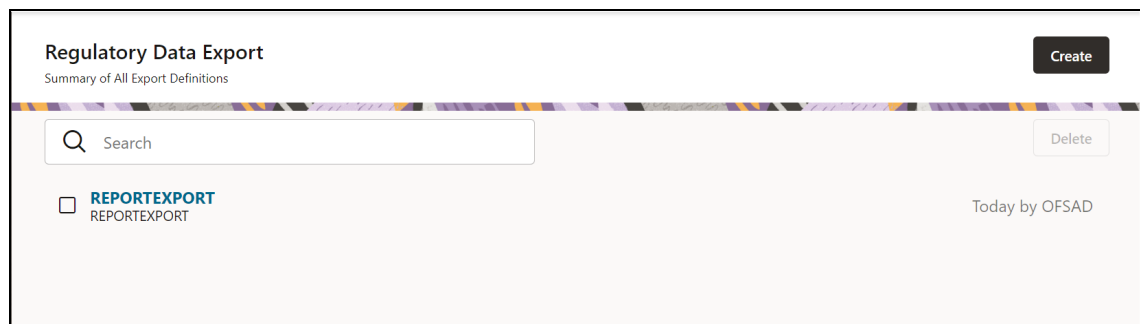 Regulatory Data Export
Create
Summary of All Export Definitions
Search
Delete
REPORTEXPORT
REPORTEXPORT
Today by OFSAD